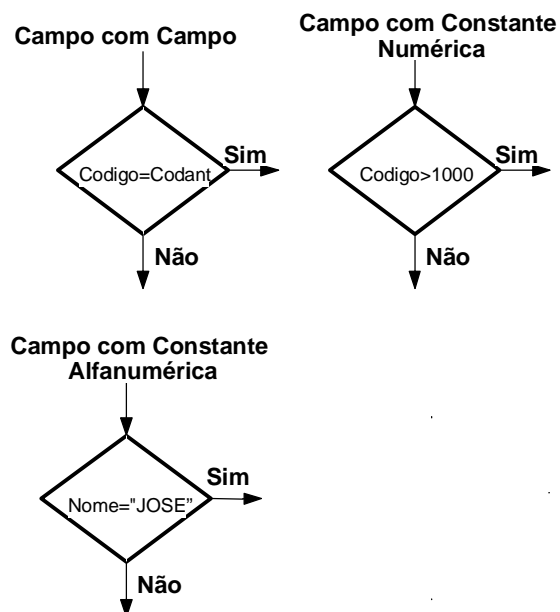 Campo com Campo
Codigo=Codant
Sim
Não
Campo com Constante
Numérica
Codigo>1000
Sim
Não
Campo com Constante
Alfanumérica
Nome="JOSE”
Sim
Não